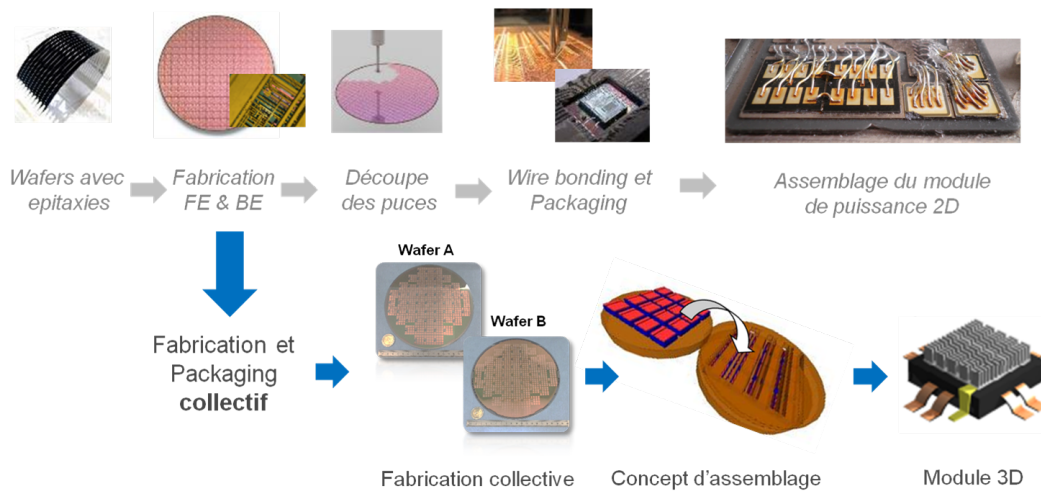 Wafers avec
epitaxies
Fabrication
FE & BE
Découpe
des puces
Wire bonding et
Packaging
Assemblage du module
de puissance 2D
Wafer A
Wafer B
Fabrication et
Packaging
collectif
Fabrication collective
Concept d'assemblage
Module 3D